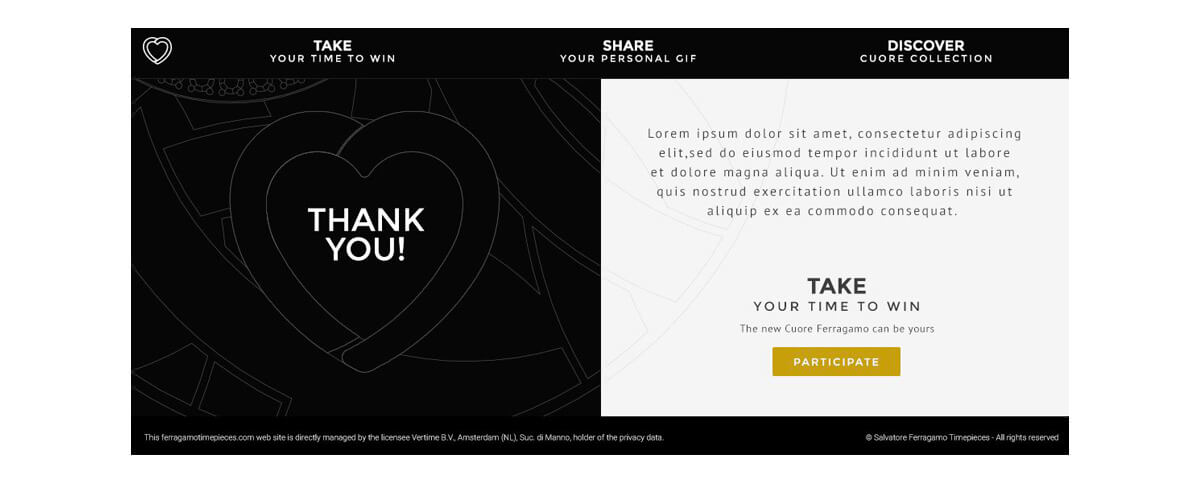 TAKE
YOUR TIME TO WIN
SHARE
YOUR PERSONAL GIF
DISCOVER
CUORE COLLECTION
THANK
YOU!
Lorem ipsum dolor sit amet, consectetur adipiscing
elit,sed do eiusmod tempor incididunt ut labore
et dolore magna aliqua. Ut enim ad minim veniam,
quis nostrud exercitation ullamco laboris nisi ut
aliquip ex ea commodo consequat.
TAKE
YOUR TIME TO WIN
The new Cuore Ferragamo can be yours
PARTICIPATE
This ferragamotimepieces.com web site is directly managed by the licensee Vertime B.V., Amsterdam (NL), Suc. di Manno, holder of the privacy data.
© Salvatore Ferragamo Timepieces - All rights reserved